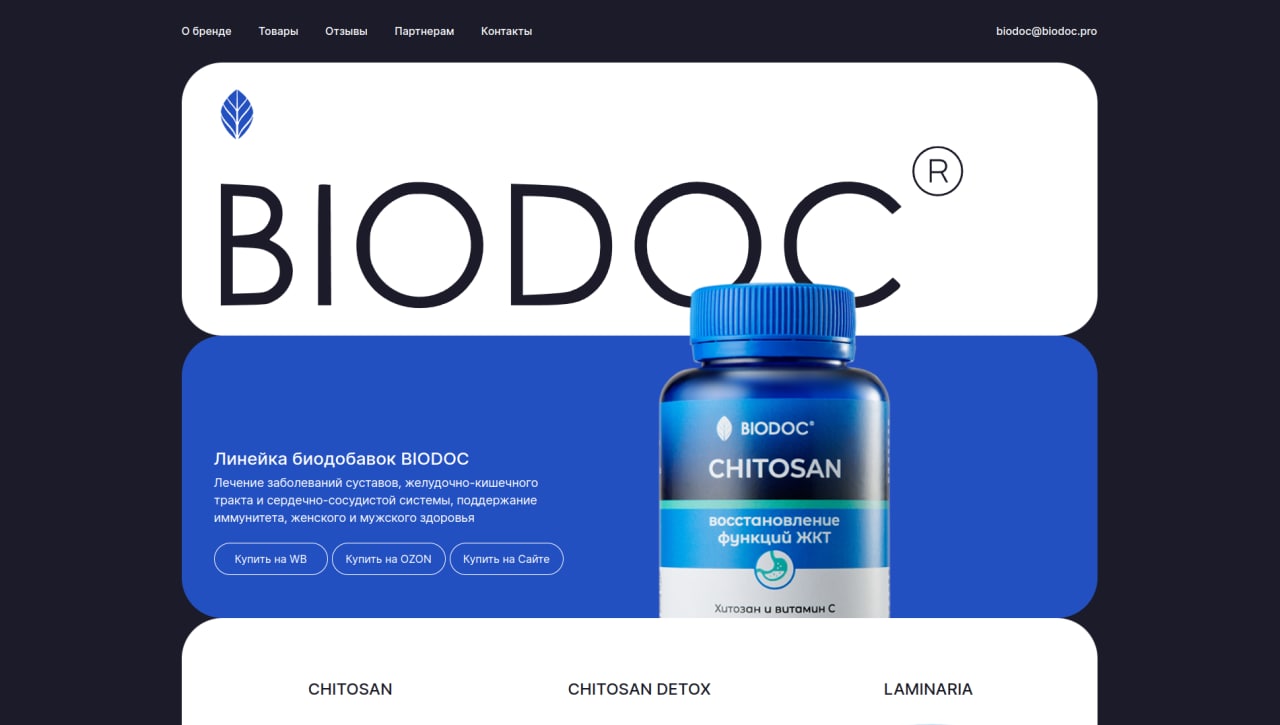 О бренде Товары Отзывы Партнерам Контакты biodoc@biodoc.pro
BIODOC®
BIODOC®
CHITOSAN
восстановление
функций ЖКТ
Хитозан и витамин С
Линейка биодобавок BIODOC
Лечение заболеваний суставов, желудочно-кишечного
тракта и сердечно-сосудистой системы, поддержание
иммунитета, женского и мужского здоровья
Купить на WB Купить на OZON Купить на Сайте
CHITOSAN CHITOSAN DETOX LAMINARIA